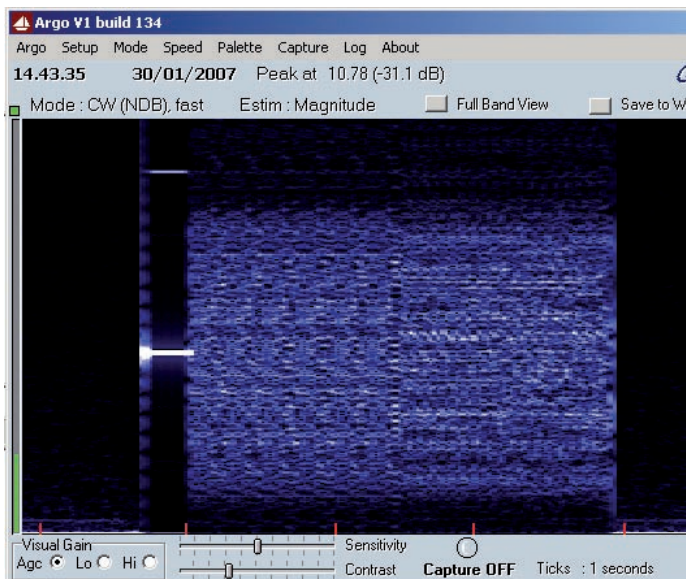 Argo V1 build 134
Argo Setup Mode Speed Palette Capture Log About
14.43.35 30/01/2007 Peak at 10.78 (-31.1 dB)
Mode : CW (NDB), fast Estim : Magnitude Full Band View Save to W
Visual Gain
Agc Lo Hi
Sensitivity
Contrast Capture OFF Ticks : 1 seconds